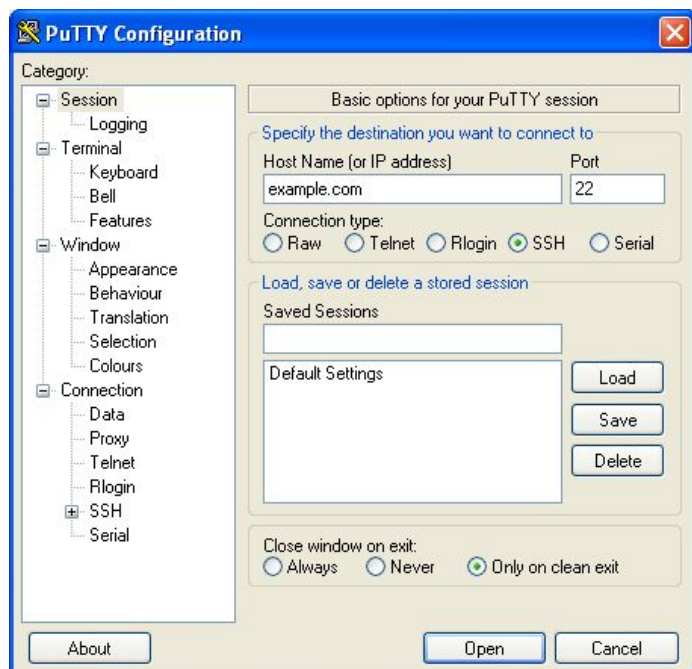 PuTTY Configuration
Category:
Session
Logging
Terminal
Keyboard
Bell
Features
Window
Appearance
Behaviour
Translation
Selection
Colours
Connection
Data
Proxy
Telnet
Rlogin
SSH
Serial
Basic options for your PuTTY session
Specify the destination you want to connect to
Host Name (or IP address) Port
example.com 22
Connection type:
Raw Telnet Rlogin SSH Serial
Load, save or delete a stored session
Saved Sessions
Default Settings
Load
Save
Delete
Close window on exit:
Always Never Only on clean exit
About Open Cancel